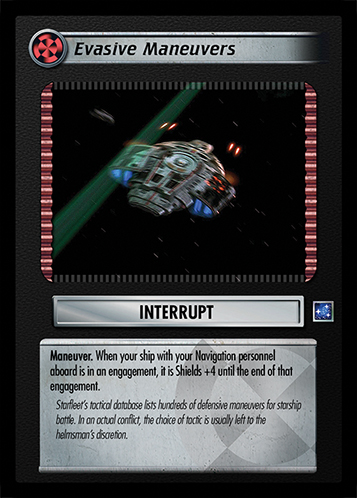 Evasive Maneuvers
INTERRUPT
Maneuver. When your ship with your Navigation personnel
aboard is in an engagement, it is Shields +4 until the end of that
engagement.
Starfleet's tactical database lists hundreds of defensive maneuvers for starship
battle. In an actual conflict, the choice of tactic is usually left to the
helmsman's discretion.